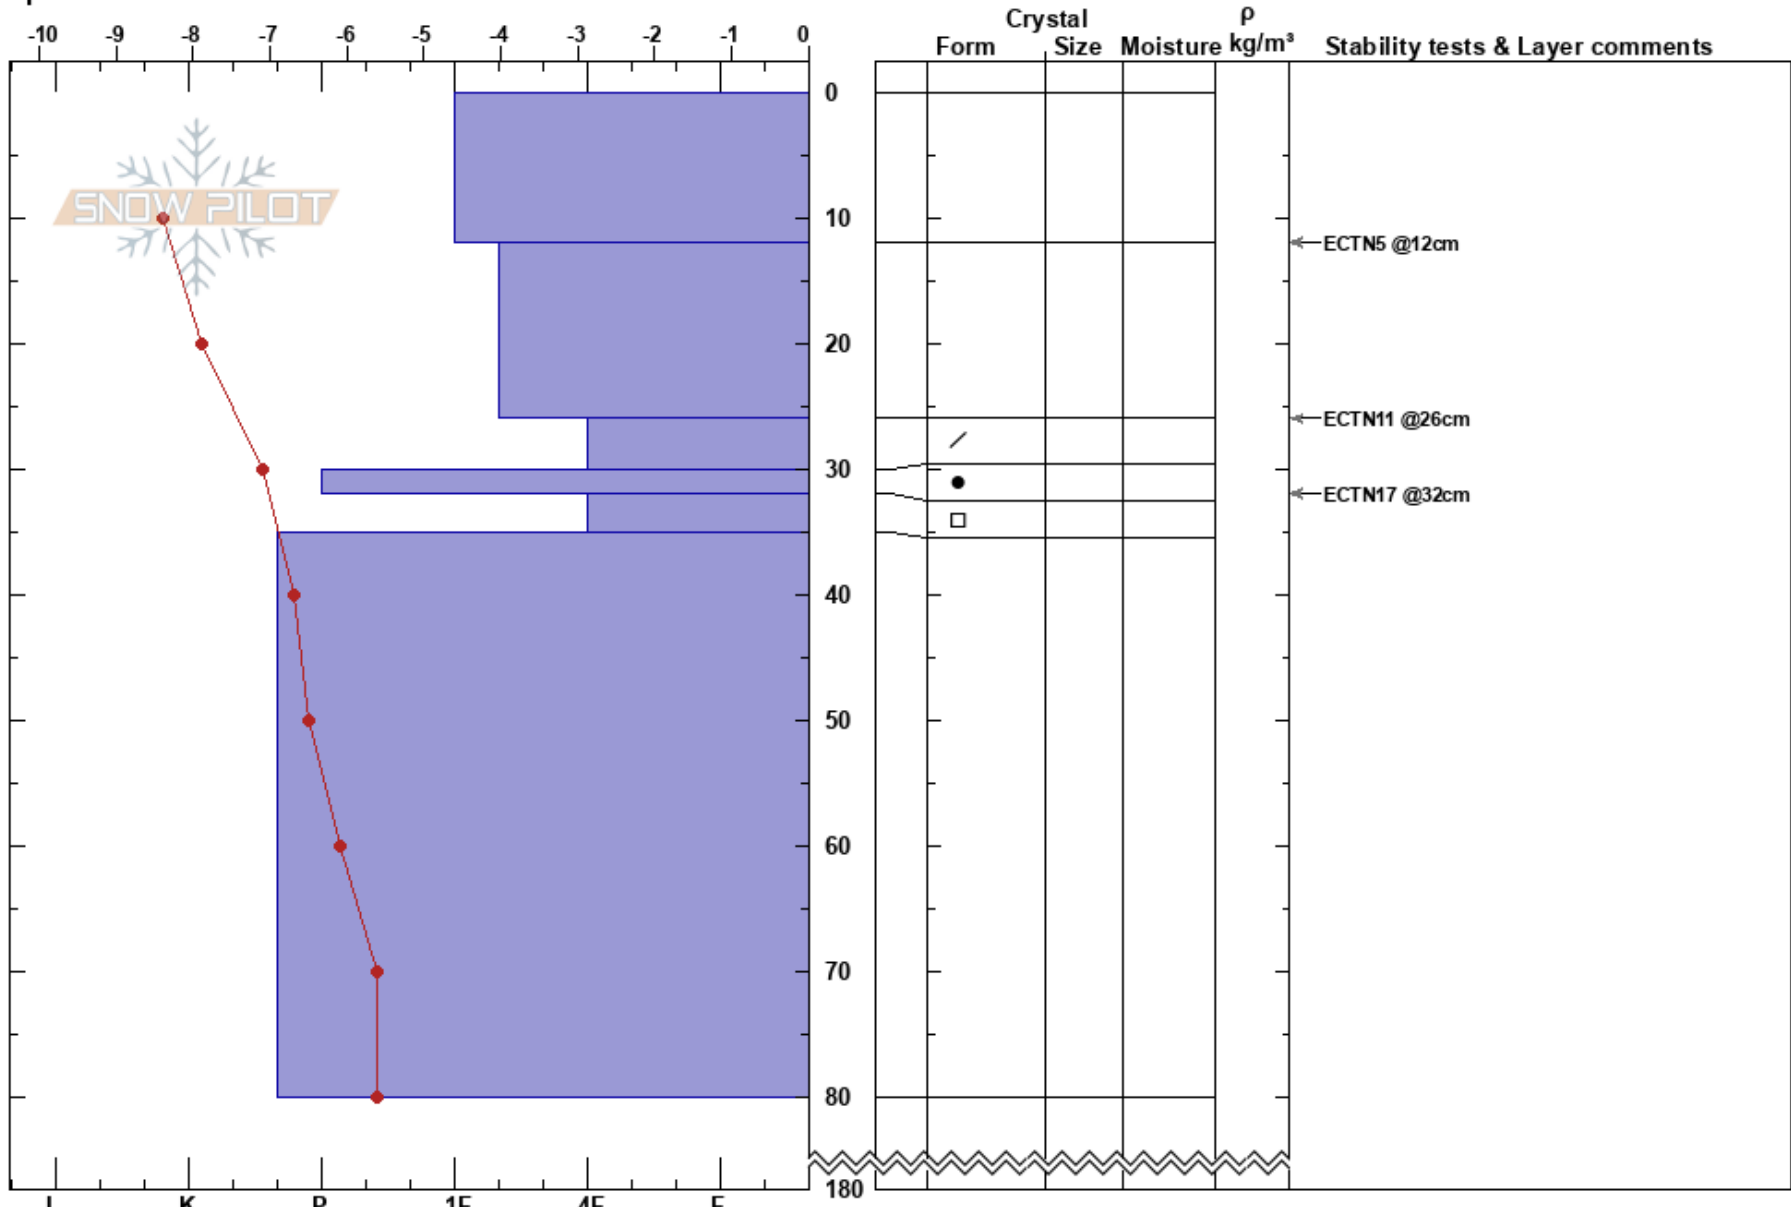 Crystal ρ
-10 -9 -8 -7 -6 -5 -4 -3 -2 -1 0 Form Size Moisture kg/m³ Stability tests & Layer comments
0
SNOW PILOT
10
ECTN5 @12cm
20
ECTN11 @26cm
30
ECTN17 @32cm
40
50
60
70
80
180
K P 1F 4F F